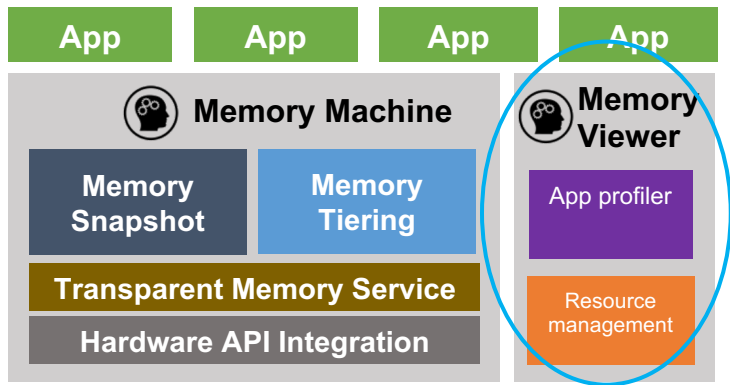 App App App App
Memory Machine
Memory
Snapshot
Memory
Tiering
Transparent Memory Service
Hardware API Integration
Memory
Viewer
App profiler
Resource
management